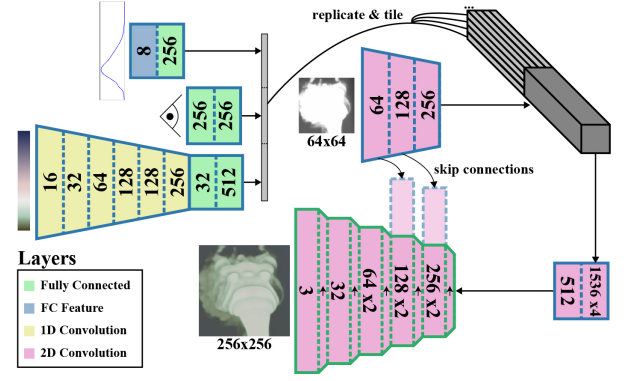 replicate & tile
...
8
256
256
256
16
32
64
128
128
256
32
512
64x64
64
128
256
skip connections
256x256
3
32
64 x2
128 x2
256 x2
512
1536 x4
Layers
Fully Connected
FC Feature
1D Convolution
2D Convolution